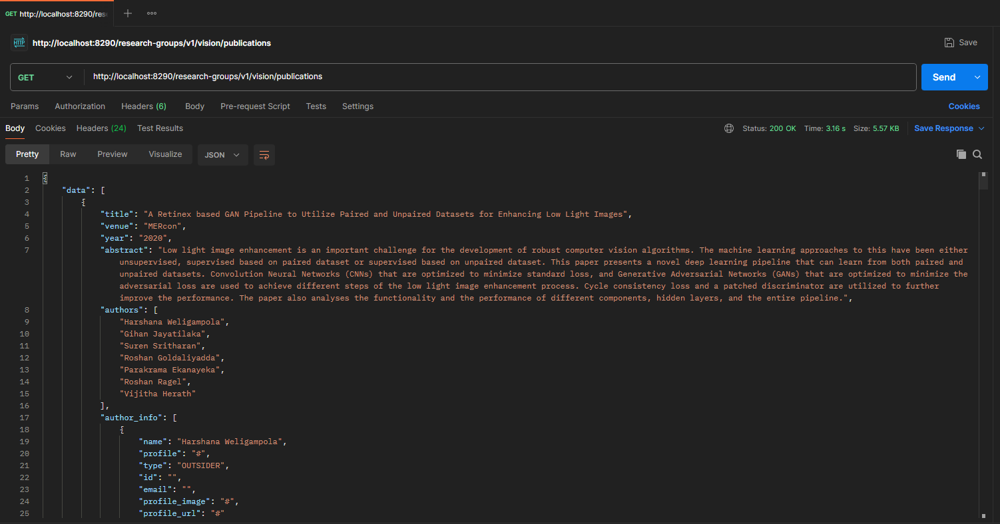 GET http://localhost:8290/res
HTTP http://localhost:8290/research-groups/v1/vision/publications Save
GET http://localhost:8290/research-groups/v1/vision/publications Send
Params Authorization Headers (6) Body Pre-request Script Tests Settings Cookies
Body Cookies Headers (24) Test Results Status: 200 OK Time: 3.16 s Size: 5.57 KB Save Response
Pretty Raw Preview Visualize JSON
1 {
2 "data": [
3 {
4 "title": "A Retinex based GAN Pipeline to Utilize Paired and Unpaired Datasets for Enhancing Low Light Images",
5 "venue": "MERcon",
6 "year": "2020",
7 "abstract": "Low light image enhancement is an important challenge for the development of robust computer vision algorithms. The machine learning approaches to this have been either
unsupervised, supervised based on paired dataset or supervised based on unpaired dataset. This paper presents a novel deep learning pipeline that can learn from both paired and
unpaired datasets. Convolution Neural Networks (CNNs) that are optimized to minimize standard loss, and Generative Adversarial Networks (GANs) that are optimized to minimize the
adversarial loss are used to achieve different steps of the low light image enhancement process. Cycle consistency loss and a patched discriminator are utilized to further
improve the performance. The paper also analyses the functionality and the performance of different components, hidden layers, and the entire pipeline.",
8 "authors": [
9 "Harshana Weligampola",
10 "Gihan Jayatilaka",
11 "Suren Sritharan",
12 "Roshan Goldaliyadda",
13 "Parakrama Ekanayeka",
14 "Roshan Ragel",
15 "Vijitha Herath"
16 ],
17 "author_info": [
18 {
19 "name": "Harshana Weligampola",
20 "profile": "#",
21 "type": "OUTSIDER",
22 "id": "",
23 "email": "",
24 "profile_image": "#",
25 "profile_url": "#"